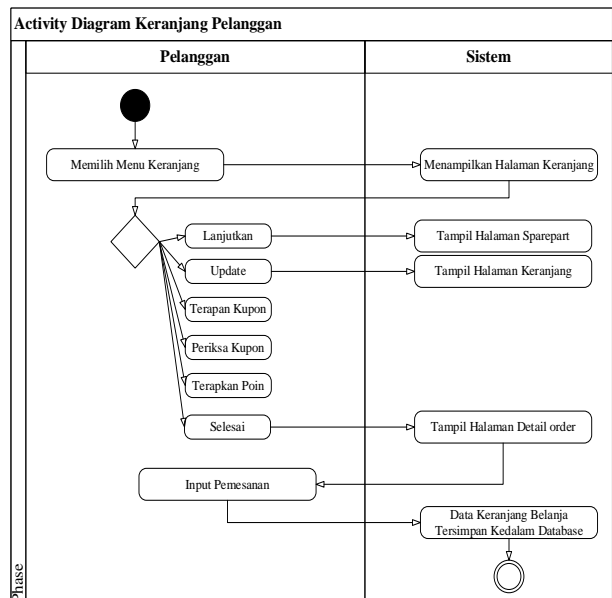 Activity Diagram Keranjang Pelanggan
Pelanggan
Sistem
Memilih Menu Keranjang
Menampilkan Halaman Keranjang
Lanjutkan
Tampil Halaman Sparepart
Update
Tampil Halaman Keranjang
Terapan Kupon
Periksa Kupon
Terapkan Poin
Selesai
Tampil Halaman Detail order
Input Pemesanan
Data Keranjang Belanja
Tersimpan Kedalam Database
Phase